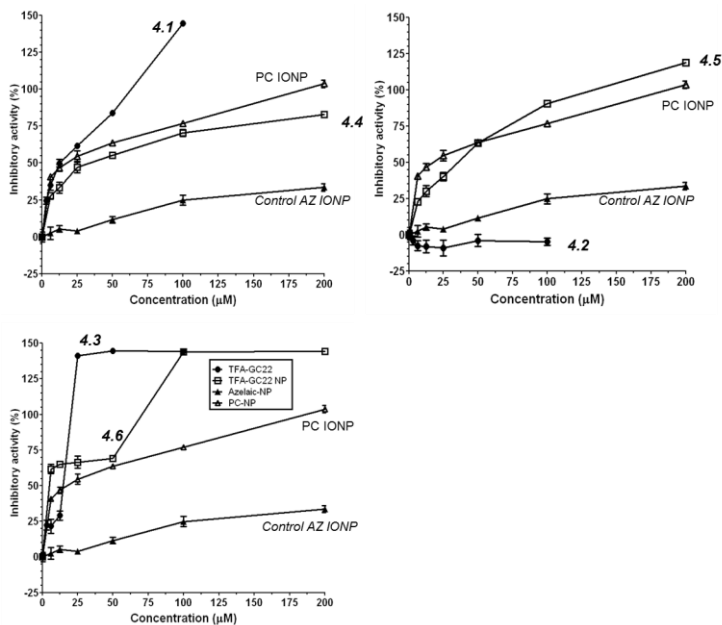 150
125
100
75
50
25
0
-25
Inhibitory activity (%)
4.1
PC IONP
4.4
Control AZ IONP
0 25 50 75 100 125 150 175 200
Concentration (µM)
150
125
100
75
50
25
0
-25
Inhibitory activity (%)
4.5
PC IONP
Control AZ IONP
4.2
0 25 50 75 100 125 150 175 200
Concentration (µM)
150
125
100
75
50
25
0
-25
Inhibitory activity (%)
4.3
TFA-GC22
TFA-GC22 NP
Azelaic-NP
PC-NP
4.6
PC IONP
Control AZ IONP
0 25 50 75 100 125 150 175 200
Concentration (µM)